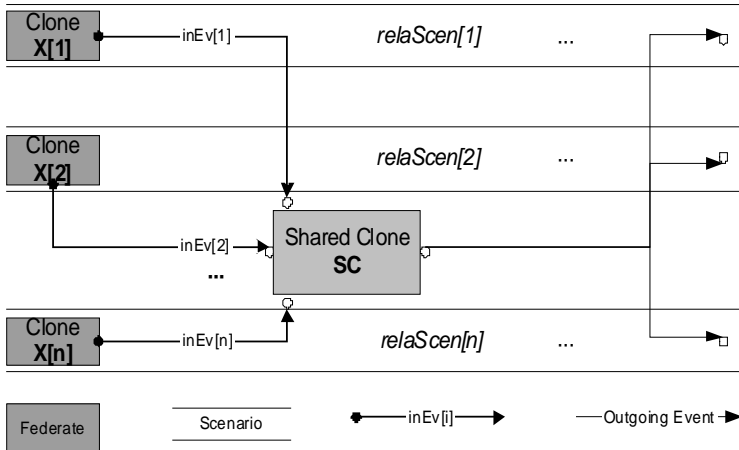 Clone
X[1]
inEv[1]
relaScen[1]
...
Clone
X[2]
relaScen[2]
...
inEv[2]
...
Shared Clone
SC
Clone
X[n]
inEv[n]
relaScen[n]
...
Federate
Scenario
inEv[i]
Outgoing Event